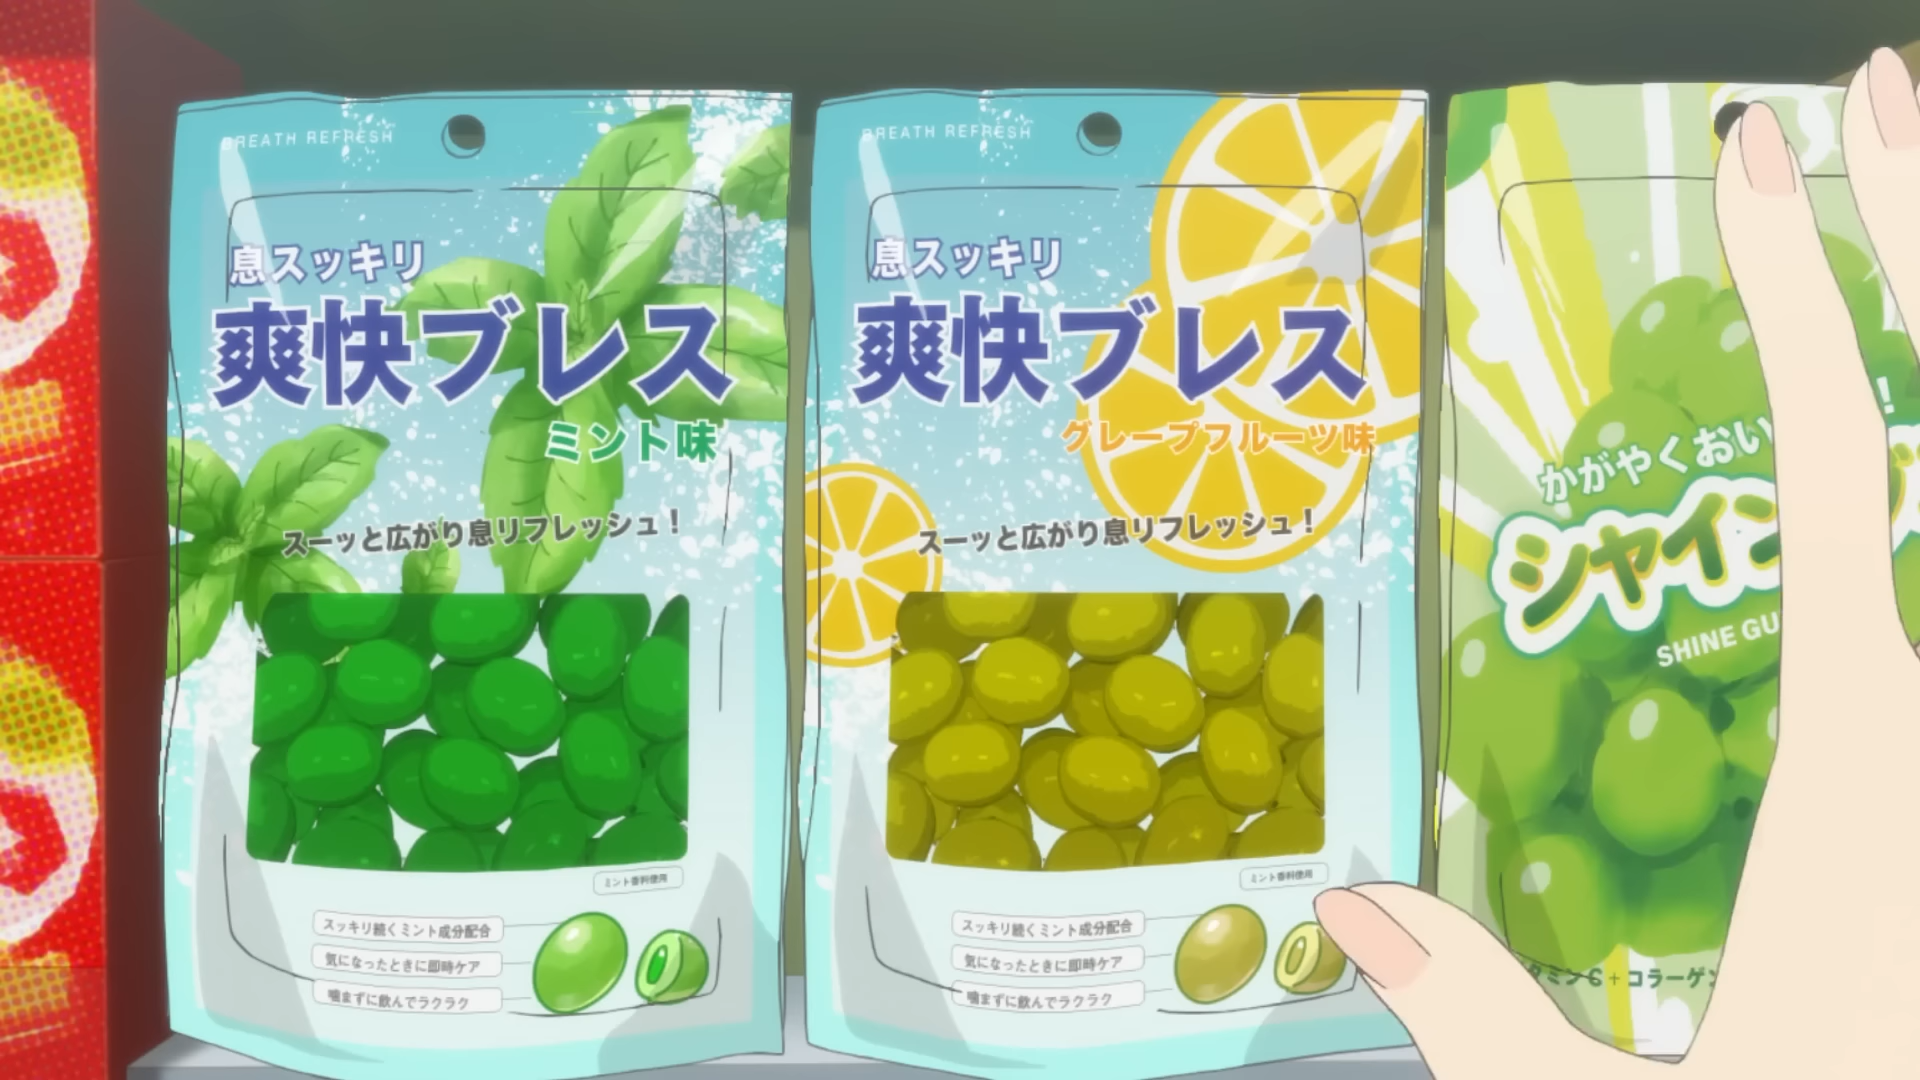 BREATH REFRESH
息スッキリ
爽快ブレス
ミント味
スーッと広がり息リフレッシュ!
ミント香料使用
スッキリ続くミント成分配合
気になったときに即時ケア
噛まずに飲んでラクラク
BREATH REFRESH
息スッキリ
爽快ブレス
グレープフルーツ味
スーッと広がり息リフレッシュ!
ミント香料使用
スッキリ続くミント成分配合
気になったときに即時ケア
噛まずに飲んでラクラク
かがやくおい
!
シャイン
SHINE GU
タミンC+コラーゲン